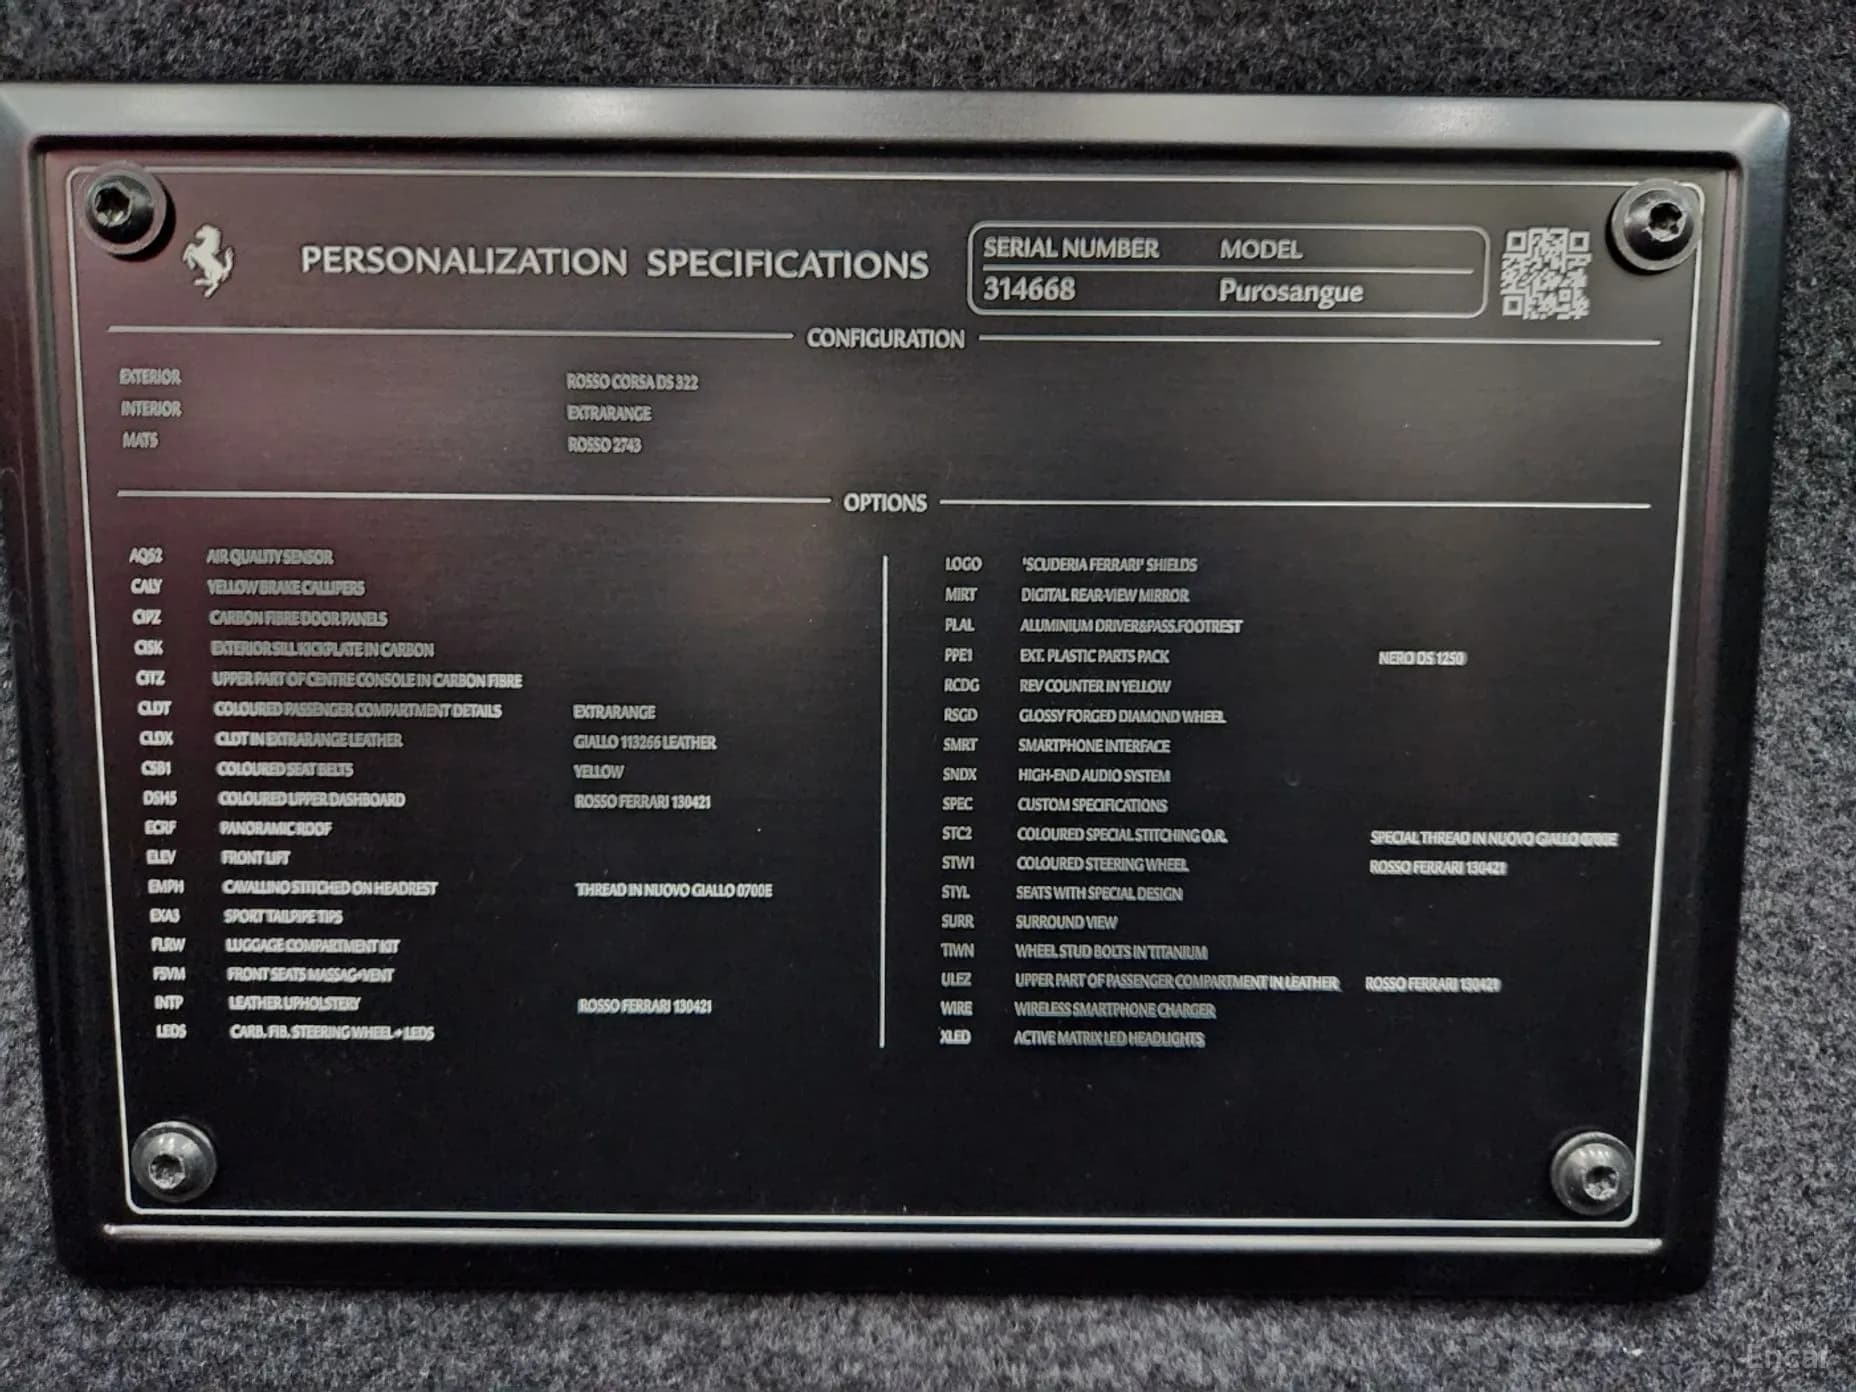 PERSONALIZATION SPECIFICATIONS
SERIAL NUMBER MODEL
314668 Purosangue
CONFIGURATION
EXTERIOR ROSSO CORSA DS 322
INTERIOR EXTRARANGE
MATS ROSSO 2743
OPTIONS
AQS2 AIR QUALITY SENSOR
CALY YELLOW BRAKE CALLIPERS
CIPZ CARBON FIBRE DOOR PANELS
CISK EXTERIOR SILL KICKPLATE IN CARBON
CITZ UPPER PART OF CENTRE CONSOLE IN CARBON FIBRE
CLDT COLOURED PASSENGER COMPARTMENT DETAILS EXTRARANGE
CLDX CLDT IN EXTRARANGE LEATHER GIALLO 113266 LEATHER
CSB1 COLOURED SEAT BELTS YELLOW
DSH5 COLOURED UPPER DASHBOARD ROSSO FERRARI 130421
ECRF PANORAMIC ROOF
ELEV FRONT LIFT
EMPH CAVALLINO STITCHED ON HEADREST THREAD IN NUOVO GIALLO 0700E
EXA3 SPORT TAILPIPE TIPS
FLRW LUGGAGE COMPARTMENT KIT
FSVM FRONT SEATS MASSAG+VENT
INTP LEATHER UPHOLSTERY ROSSO FERRARI 130421
LEDS CARB. FIB. STEERING WHEEL + LEDS
LOGO 'SCUDERIA FERRARI' SHIELDS
MIRT DIGITAL REAR-VIEW MIRROR
PLAL ALUMINIUM DRIVER&PASS.FOOTREST
PPE1 EXT. PLASTIC PARTS PACK NERO DS 1250
RCDG REV COUNTER IN YELLOW
RSGD GLOSSY FORGED DIAMOND WHEEL
SMRT SMARTPHONE INTERFACE
SNDX HIGH-END AUDIO SYSTEM
SPEC CUSTOM SPECIFICATIONS
STC2 COLOURED SPECIAL STITCHING O.R. SPECIAL THREAD IN NUOVO GIALLO 0700E
STW1 COLOURED STEERING WHEEL ROSSO FERRARI 130421
STYL SEATS WITH SPECIAL DESIGN
SURR SURROUND VIEW
TIWN WHEEL STUD BOLTS IN TITANIUM
ULEZ UPPER PART OF PASSENGER COMPARTMENT IN LEATHER ROSSO FERRARI 130421
WIRE WIRELESS SMARTPHONE CHARGER
XLED ACTIVE MATRIX LED HEADLIGHTS
Encar